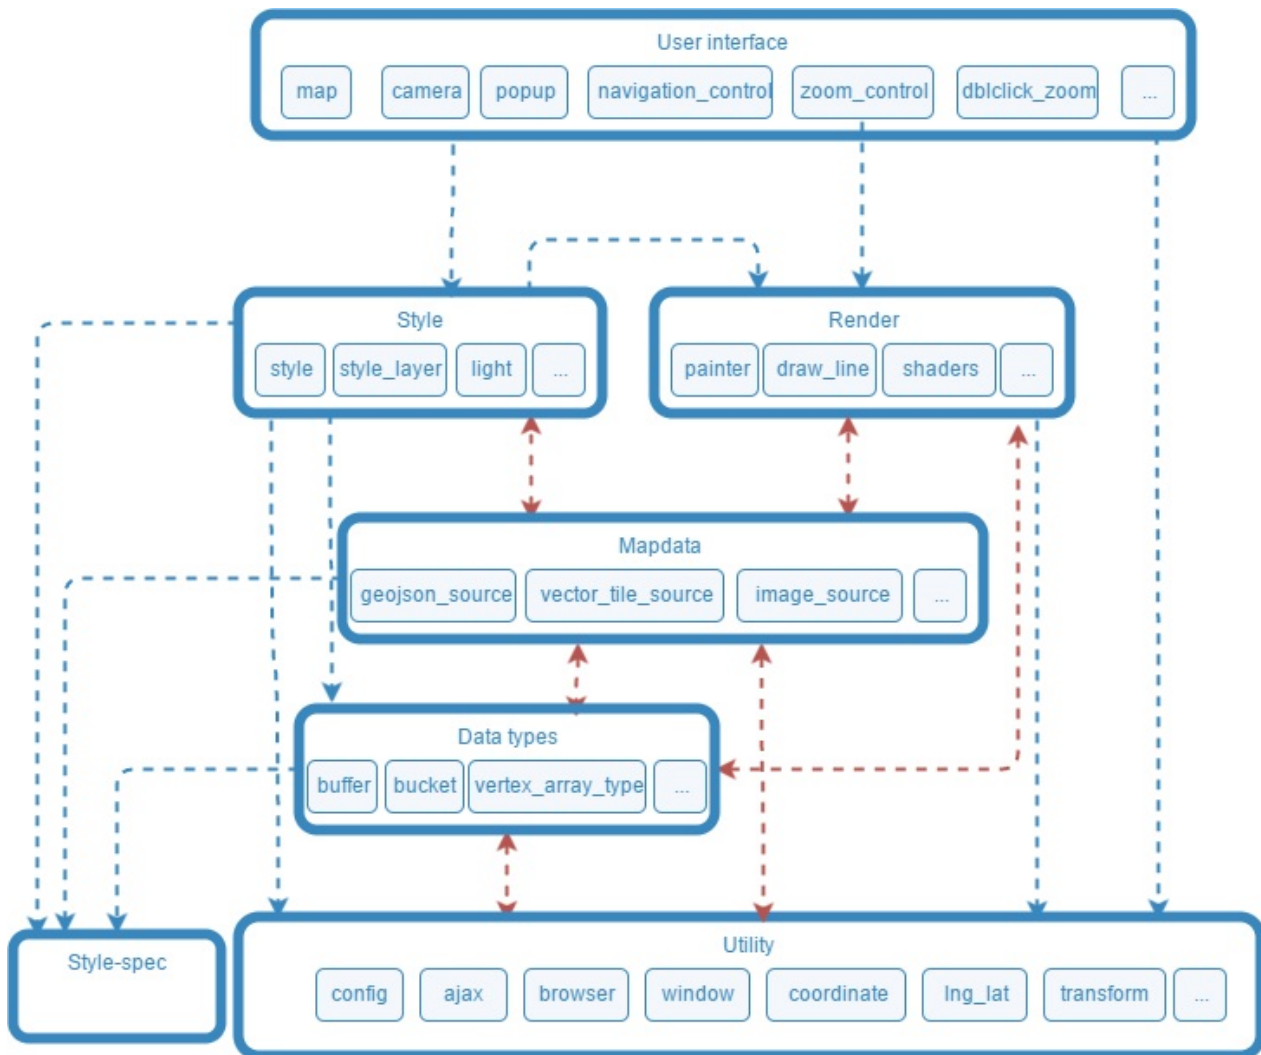 User interface
map camera popup navigation_control zoom_control dblclick_zoom ...
Style
style style_layer light ...
Render
painter draw_line shaders ...
Mapdata
geojson_source vector_tile_source image_source ...
Data types
buffer bucket vertex_array_type ...
Style-spec
Utility
config ajax browser window coordinate lng_lat transform ...